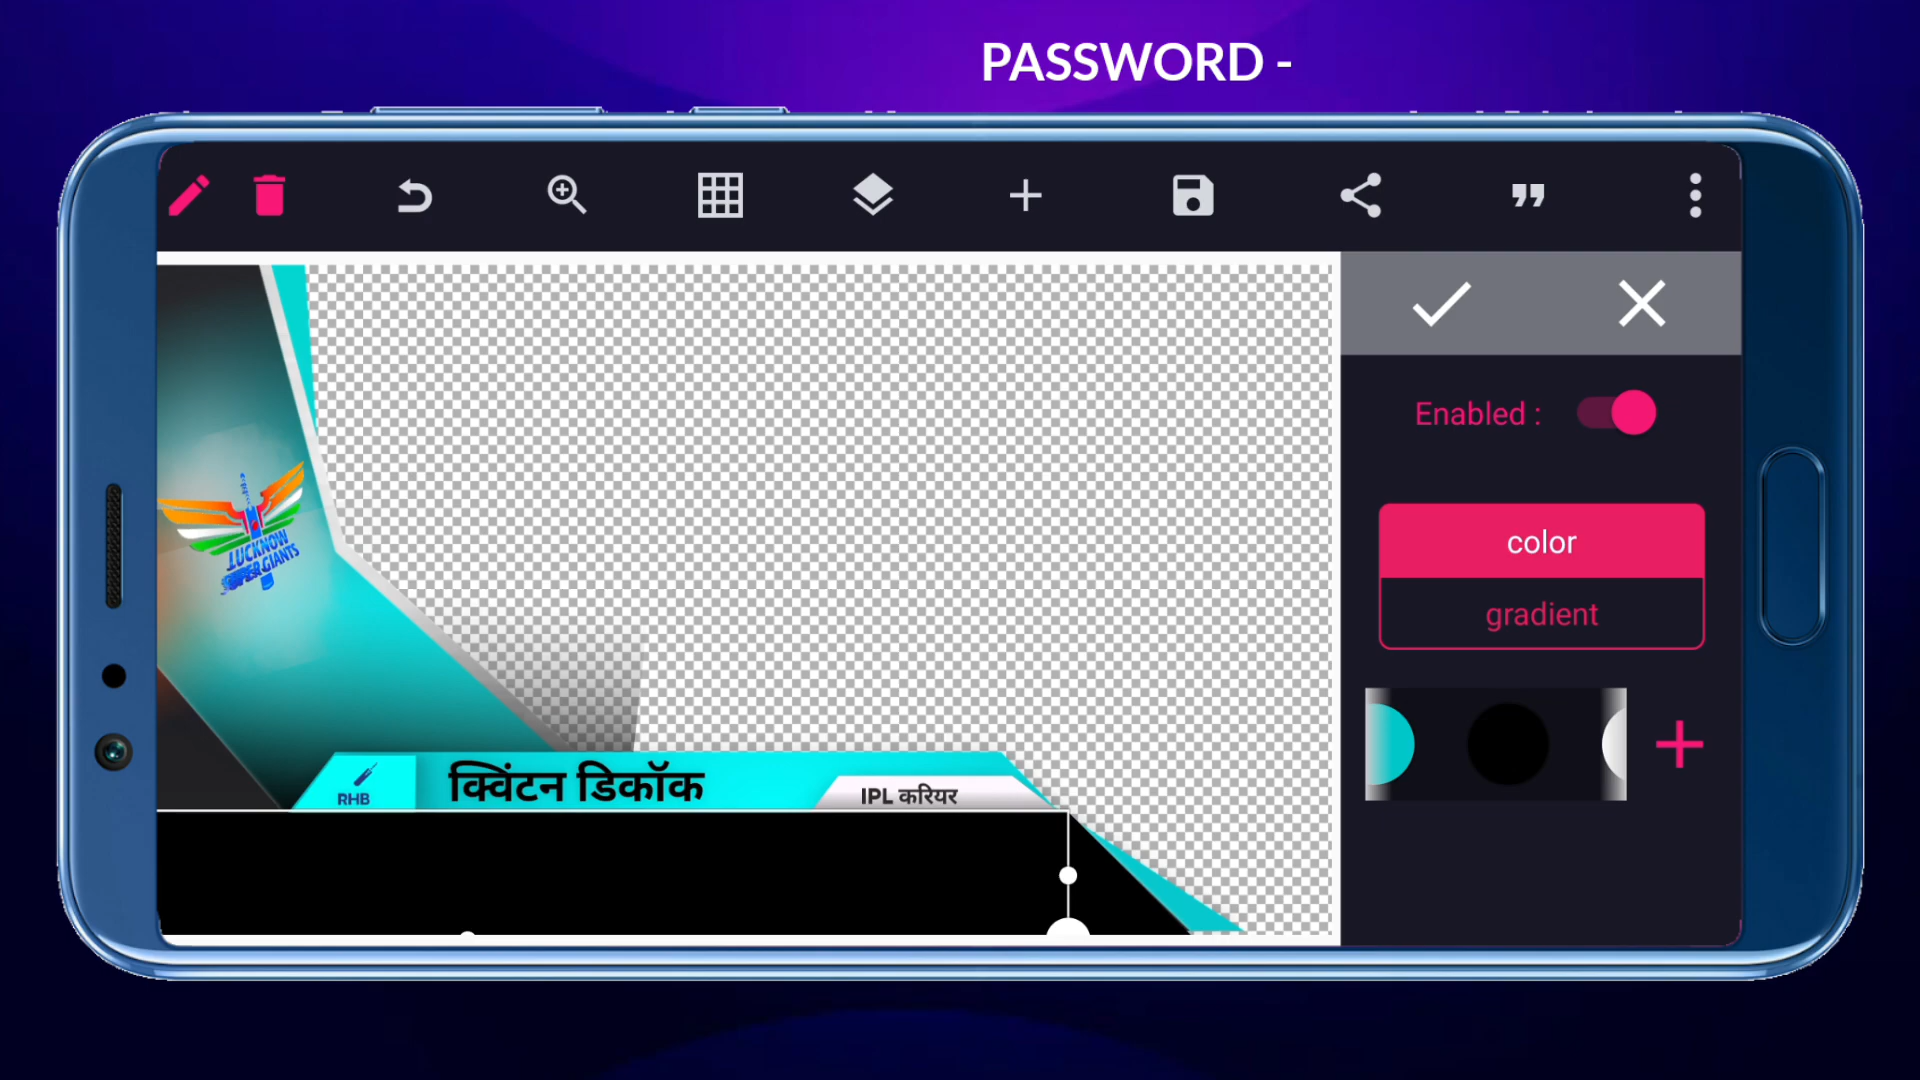 PASSWORD -
Enabled :
color
gradient
LUCKNOW
SUPER GIANTS
RHB
क्विंटन डिकॉक
IPL करियर